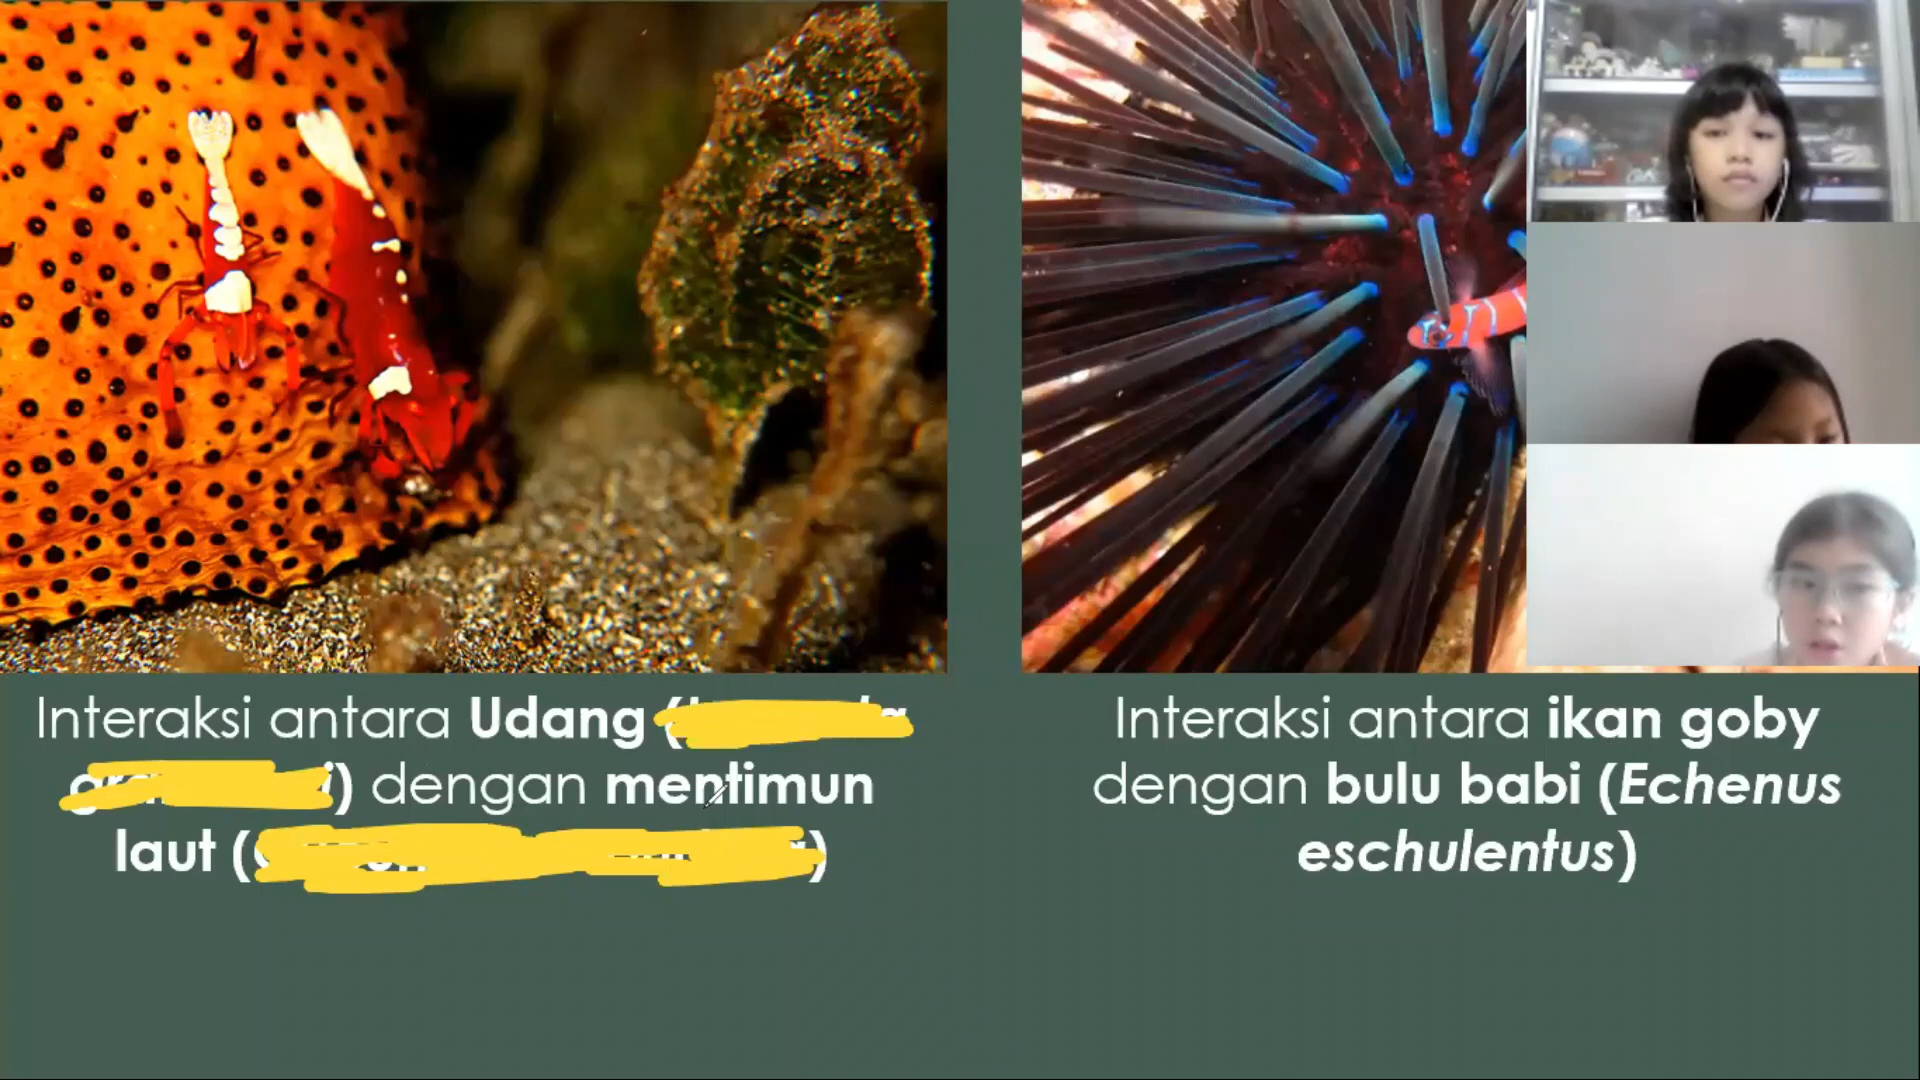 Interaksi antara Udang (
) dengan mentimun
laut ( )
Interaksi antara ikan goby
dengan bulu babi (Echenus
eschulentus)